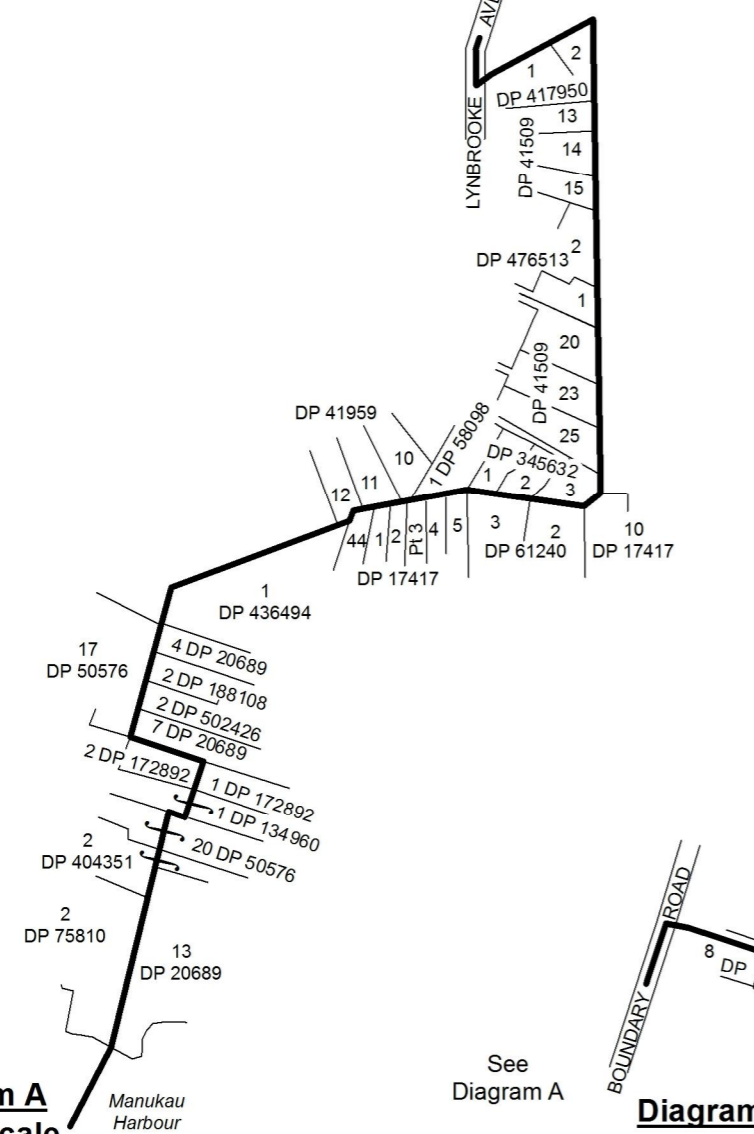 AVE
LYNBROOKE
1
2
DP 417950
13
DP 41509
14
15
2
DP 476513
1
20
DP 41509
23
25
DP 41959
10
1 DP 58098
DP 345632
1
2
3
11
12
44
1
2
Pt 3
4
5
3
2
10
DP 61240
DP 17417
DP 17417
1
DP 436494
17
DP 50576
4 DP 20689
2 DP 188108
2 DP 502426
7 DP 20689
2 DP 172892
1 DP 172892
1 DP 134960
20 DP 50576
2
DP 404351
2
DP 75810
13
DP 20689
ROAD
BOUNDARY
8
DP
See
Diagram A
m A
cale
Manukau
Harbour
Diagram